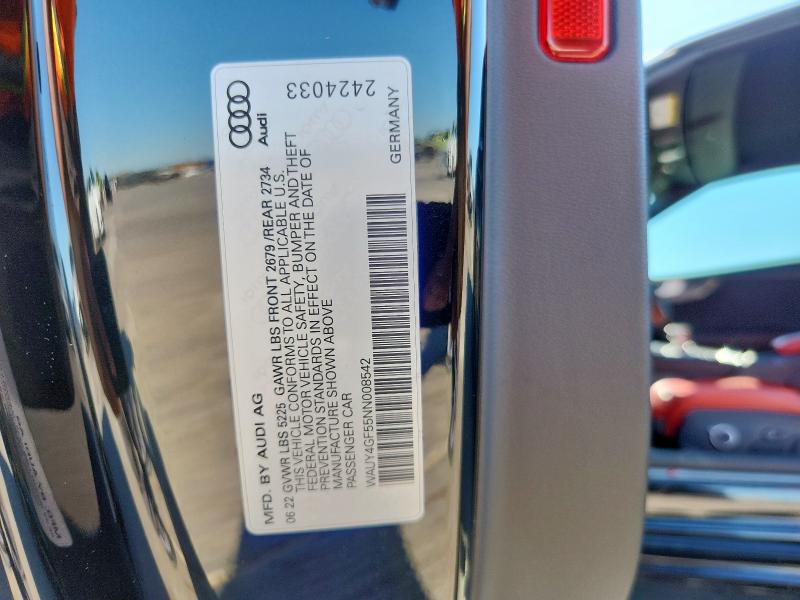 2424033
Audi
GERMANY
MFD. BY AUDI AG
06 22 GVWR LBS 5225 GAWR LBS FRONT 2679 /REAR 2734
THIS VEHICLE CONFORMS TO ALL APPLICABLE U.S.
FEDERAL MOTOR VEHICLE SAFETY, BUMPER AND THEFT
PREVENTION STANDARDS IN EFFECT ON THE DATE OF
MANUFACTURE SHOWN ABOVE
PASSENGER CAR
WAUY4GF55NN008542